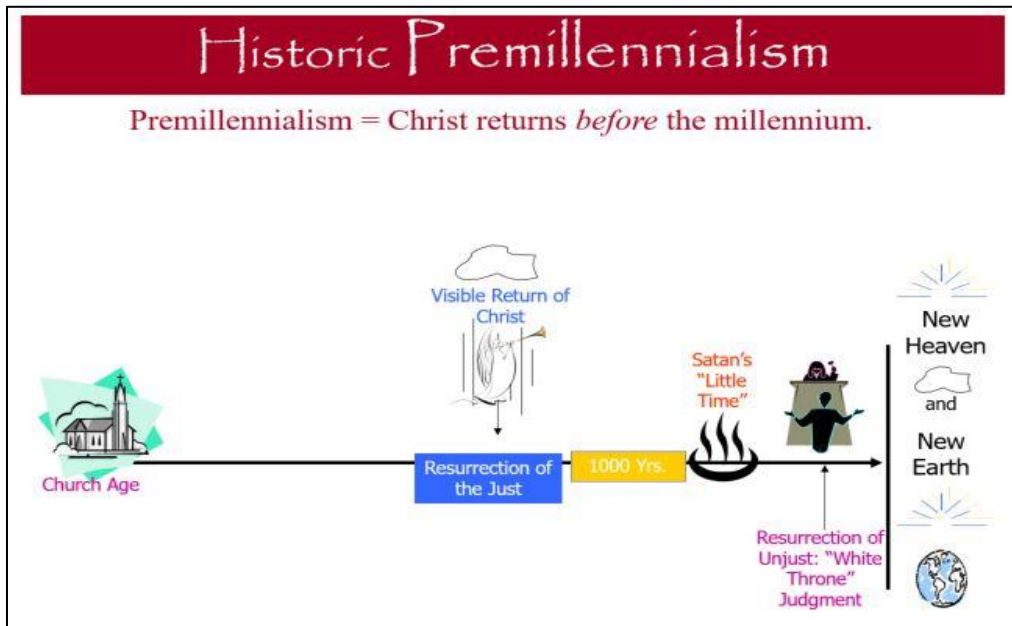 Historic Premillennialism
Premillennialism = Christ returns before the millennium.
Church Age
Visible Return of
Christ
Resurrection of
the Just
1000 Yrs.
Satan's
"Little
Time"
Resurrection of
Unjust: "White
Throne"
Judgment
New
Heaven
and
New
Earth